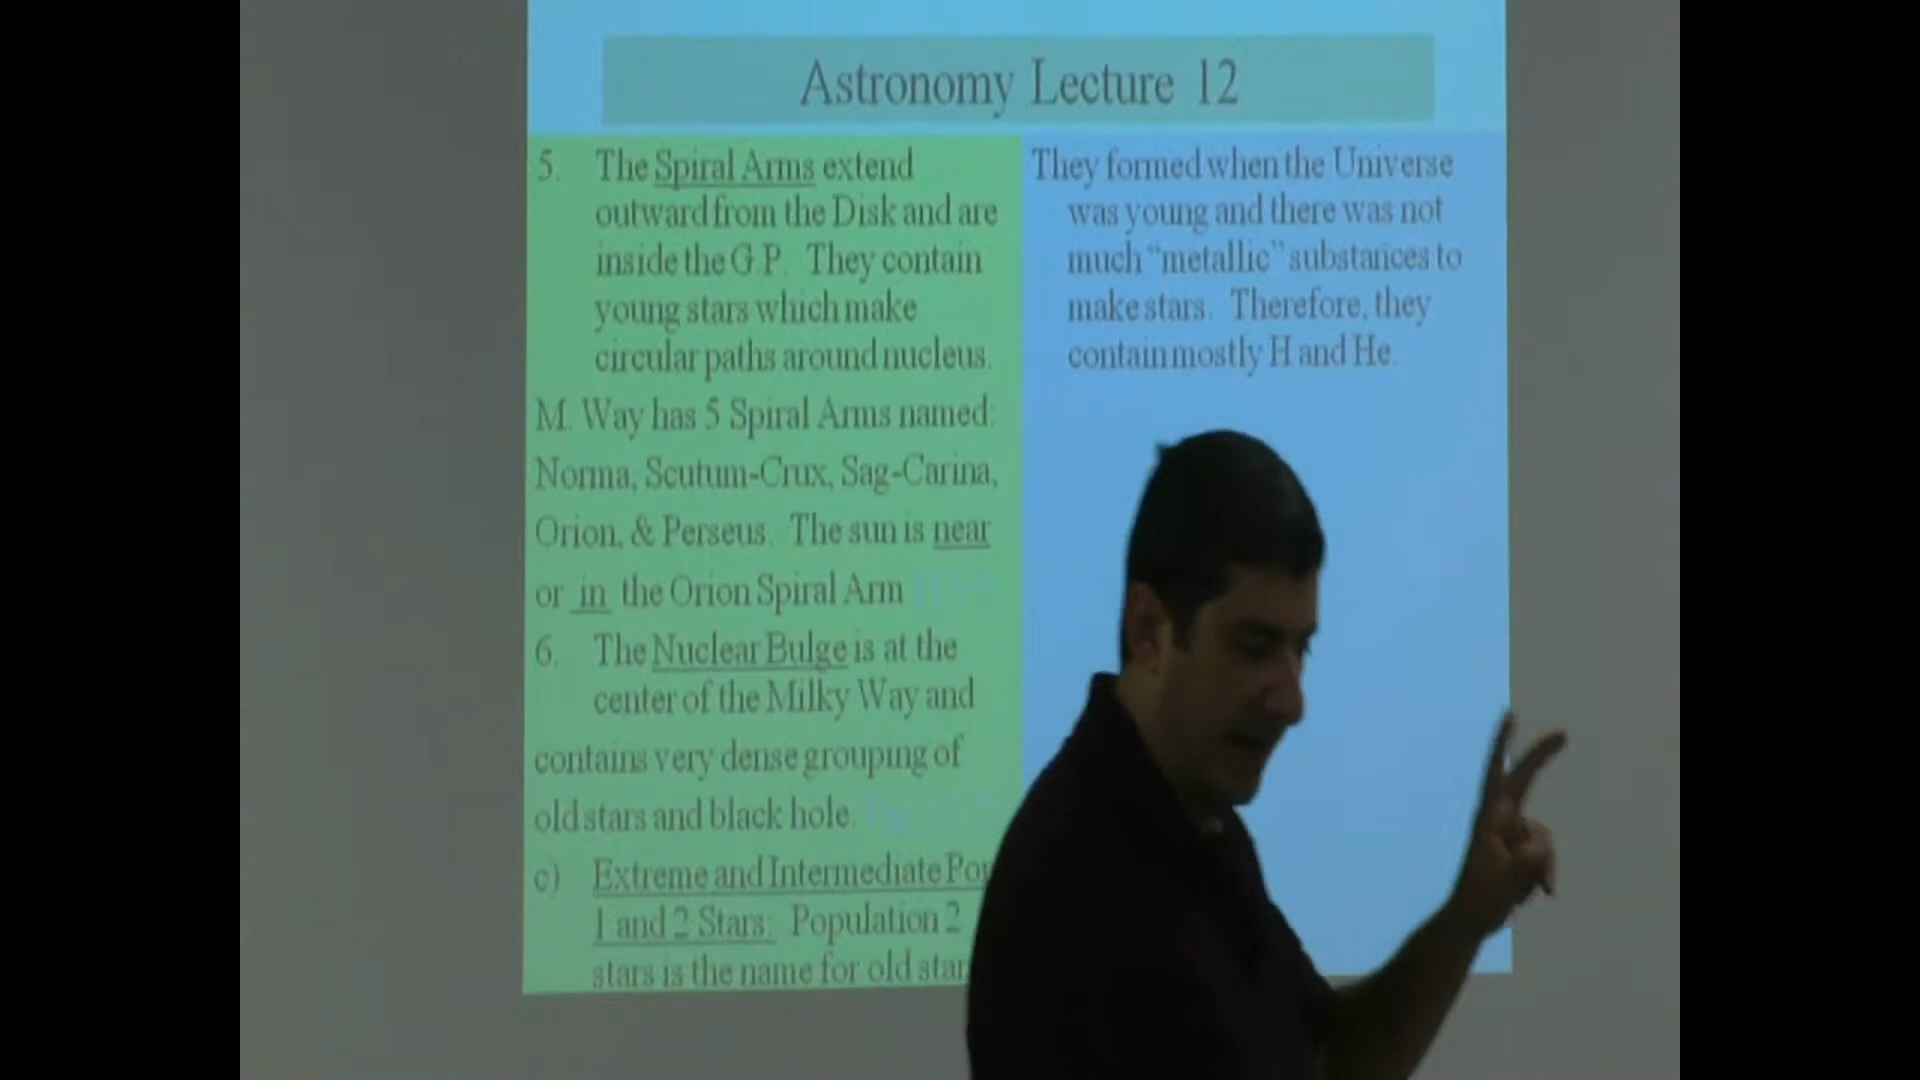 Astronomy Lecture 12
5. The Spiral Arms extend
outward from the Disk and are
inside the G.P. They contain
young stars which make
circular paths around nucleus.
M. Way has 5 Spiral Arms named:
Norma, Scutum-Crux, Sag-Carina,
Orion, & Perseus. The sun is near
or in the Orion Spiral Arm
6. The Nuclear Bulge is at the
center of the Milky Way and
contains very dense grouping of
old stars and black hole.
c) Extreme and Intermediate
1 and 2 Stars: Population 2
stars is the name for old
They formed when the Universe
was young and there was not
much “metallic” substances to
make stars. Therefore, they
contain mostly H and He.